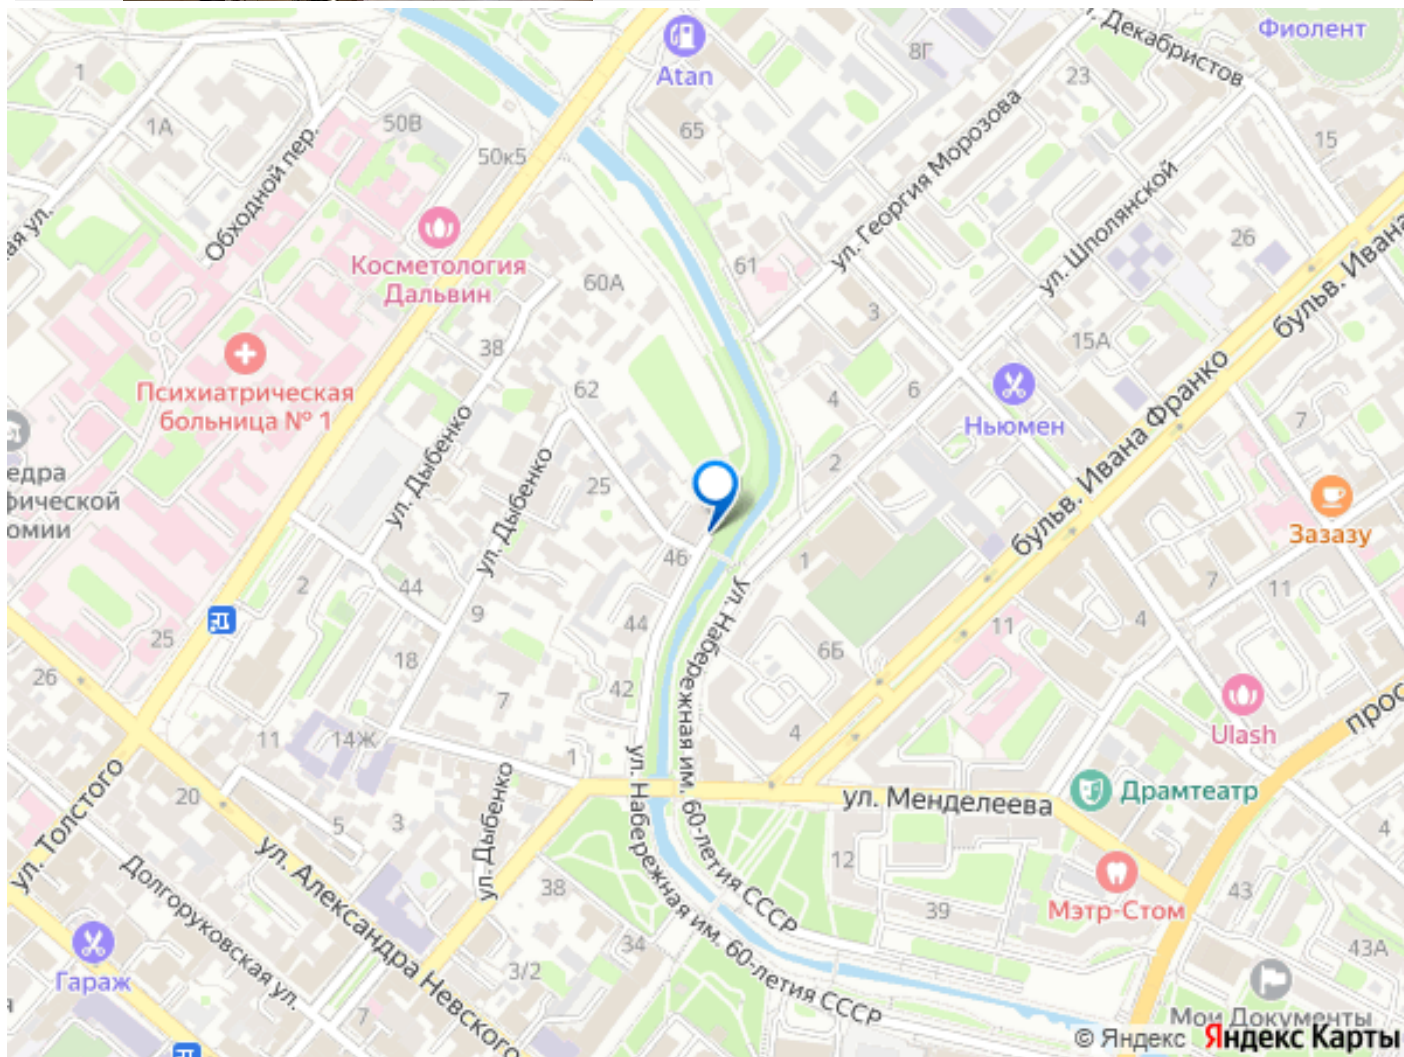 Atan
8Г
ул. Декабристов
Фиолент
23
1
1А
50В
65
50к5
15
Обходной пер.
ул. Георгия Морозова
ул. Шполянской
26
Косметология
Дальвин
60А
61
3
бульв. Ивана
38
15А
Психиатрическая
больница № 1
62
4
6
Ньюмен
7
бульв. Ивана Франко
ул. Дыбенко
ул. Дыбенко
25
2
Зазазу
46
1
44
2
9
44
7
11
4
11
25
18
6Б
26
7
42
Ulash
11
14Ж
1
4
ул. Набережная им. 60-летия СССР
ул. Набережная им. 60-летия СССР
ул. Менделеева
Драмтеатр
ул. Толстого
20
5
3
ул. Дыбенко
4
12
38
Мэтр-Стом
43
39
ул. Александра Невского
Долгоруковская ул.
Гараж
34
3/2
43А
7
Мои Документы
© Яндекс Яндекс Карты